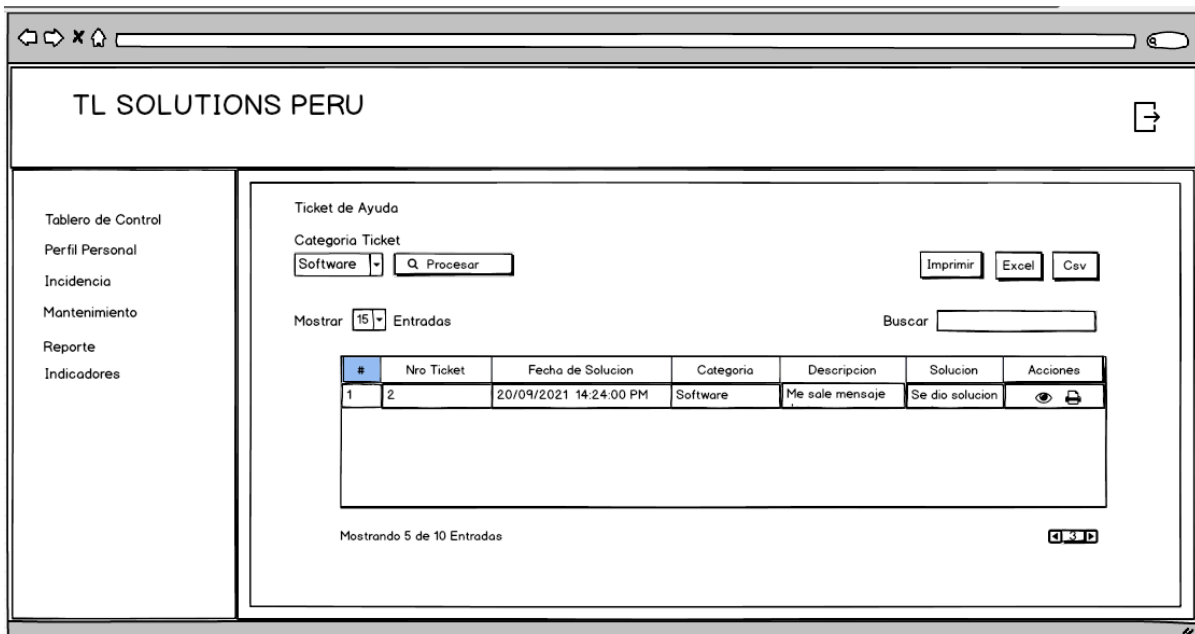 TL SOLUTIONS PERU
Tablero de Control
Perfil Personal
Incidencia
Mantenimiento
Reporte
Indicadores
Ticket de Ayuda
Categoria Ticket
Software Procesar
Imprimir Excel Csv
Mostrar 15 Entradas
Buscar
# Nro Ticket Fecha de Solucion Categoria Descripcion Solucion Acciones
1 2 20/09/2021 14:24:00 PM Software Me sale mensaje Se dio solucion
Mostrando 5 de 10 Entradas
3